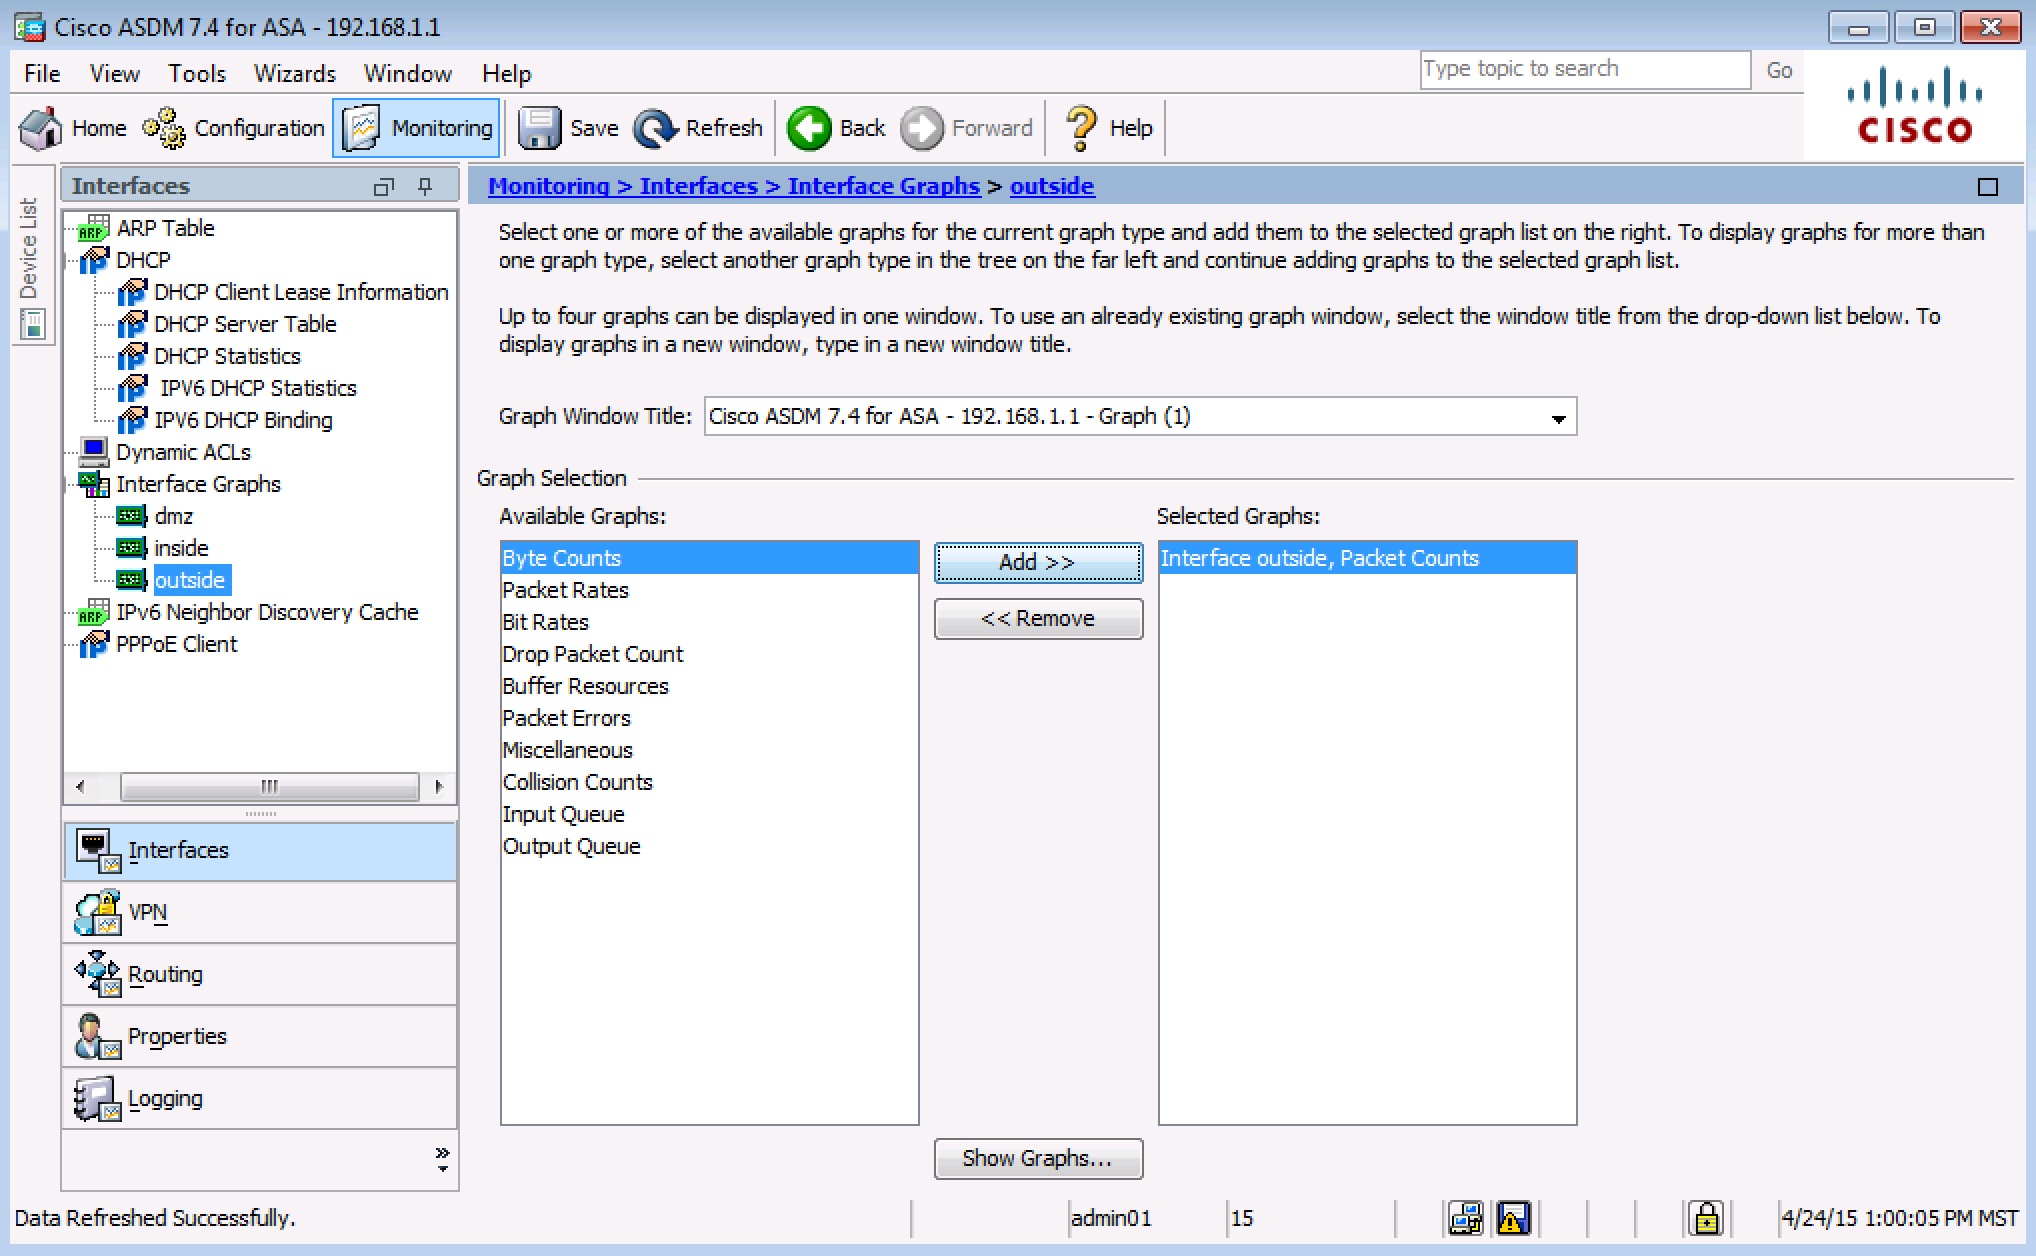 Cisco ASDM 7.4 for ASA - 192.168.1.1
File View Tools Wizards Window Help
Type topic to search Go
CISCO
Home Configuration Monitoring Save Refresh Back Forward Help
Device List
Interfaces
ARP Table
DHCP
DHCP Client Lease Information
DHCP Server Table
DHCP Statistics
IPV6 DHCP Statistics
IPV6 DHCP Binding
Dynamic ACLs
Interface Graphs
dmz
inside
outside
IPv6 Neighbor Discovery Cache
PPPoE Client
Interfaces
VPN
Routing
Properties
Logging
Monitoring > Interfaces > Interface Graphs > outside
Select one or more of the available graphs for the current graph type and add them to the selected graph list on the right. To display graphs for more than
one graph type, select another graph type in the tree on the far left and continue adding graphs to the selected graph list.
Up to four graphs can be displayed in one window. To use an already existing graph window, select the window title from the drop-down list below. To
display graphs in a new window, type in a new window title.
Graph Window Title: Cisco ASDM 7.4 for ASA - 192.168.1.1 - Graph (1)
Graph Selection
Available Graphs:
Byte Counts
Packet Rates
Bit Rates
Drop Packet Count
Buffer Resources
Packet Errors
Miscellaneous
Collision Counts
Input Queue
Output Queue
Add >>
<< Remove
Selected Graphs:
Interface outside, Packet Counts
Show Graphs...
Data Refreshed Successfully. admin01 15 4/24/15 1:00:05 PM MST